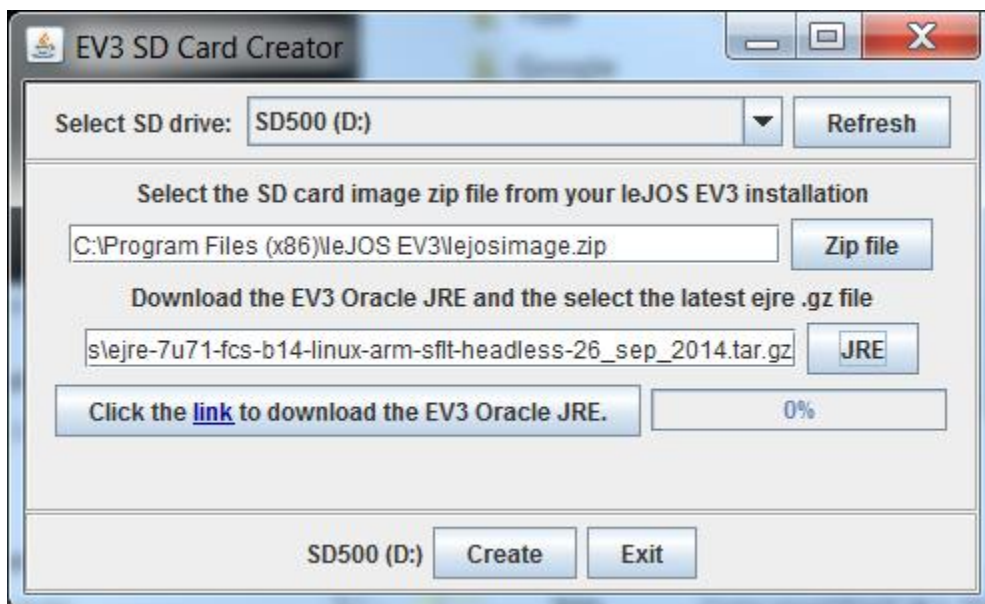 EV3 SD Card Creator
Select SD drive: SD500 (D:) Refresh
Select the SD card image zip file from your leJOS EV3 installation
C:\Program Files (x86)\leJOS EV3\lejosimage.zip Zip file
Download the EV3 Oracle JRE and the select the latest ejre .gz file
s\ejre-7u71-fcs-b14-linux-arm-sflt-headless-26_sep_2014.tar.gz JRE
Click the link to download the EV3 Oracle JRE. 0%
SD500 (D:) Create Exit